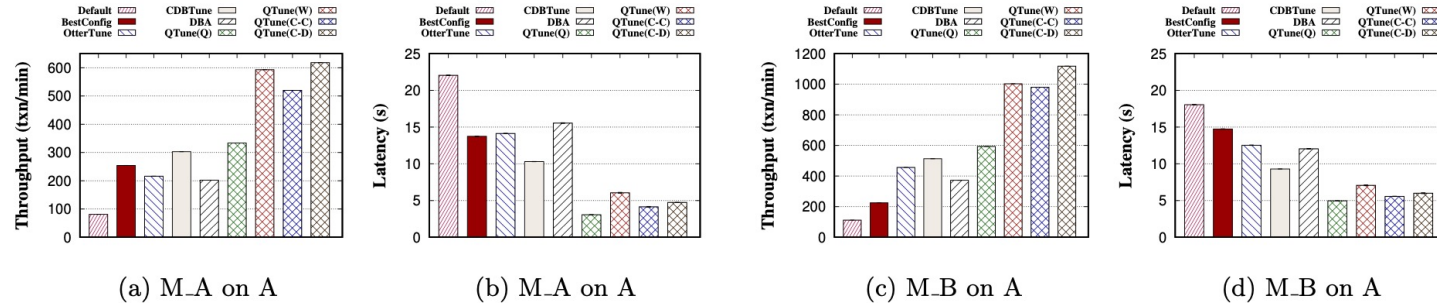 Default CDBTune QTune(W)
BestConfig DBA QTune(C-C)
OtterTune QTune(Q) QTune(C-D)
Throughput (txn/min)
600
500
400
300
200
100
0
(a) M_A on A
Default CDBTune QTune(W)
BestConfig DBA QTune(C-C)
OtterTune QTune(Q) QTune(C-D)
Latency (s)
25
20
15
10
5
0
(b) M_A on A
Default CDBTune QTune(W)
BestConfig DBA QTune(C-C)
OtterTune QTune(Q) QTune(C-D)
Throughput (txn/min)
1200
1000
800
600
400
200
0
(c) M_B on A
Default CDBTune QTune(W)
BestConfig DBA QTune(C-C)
OtterTune QTune(Q) QTune(C-D)
Latency (s)
25
20
15
10
5
0
(d) M_B on A